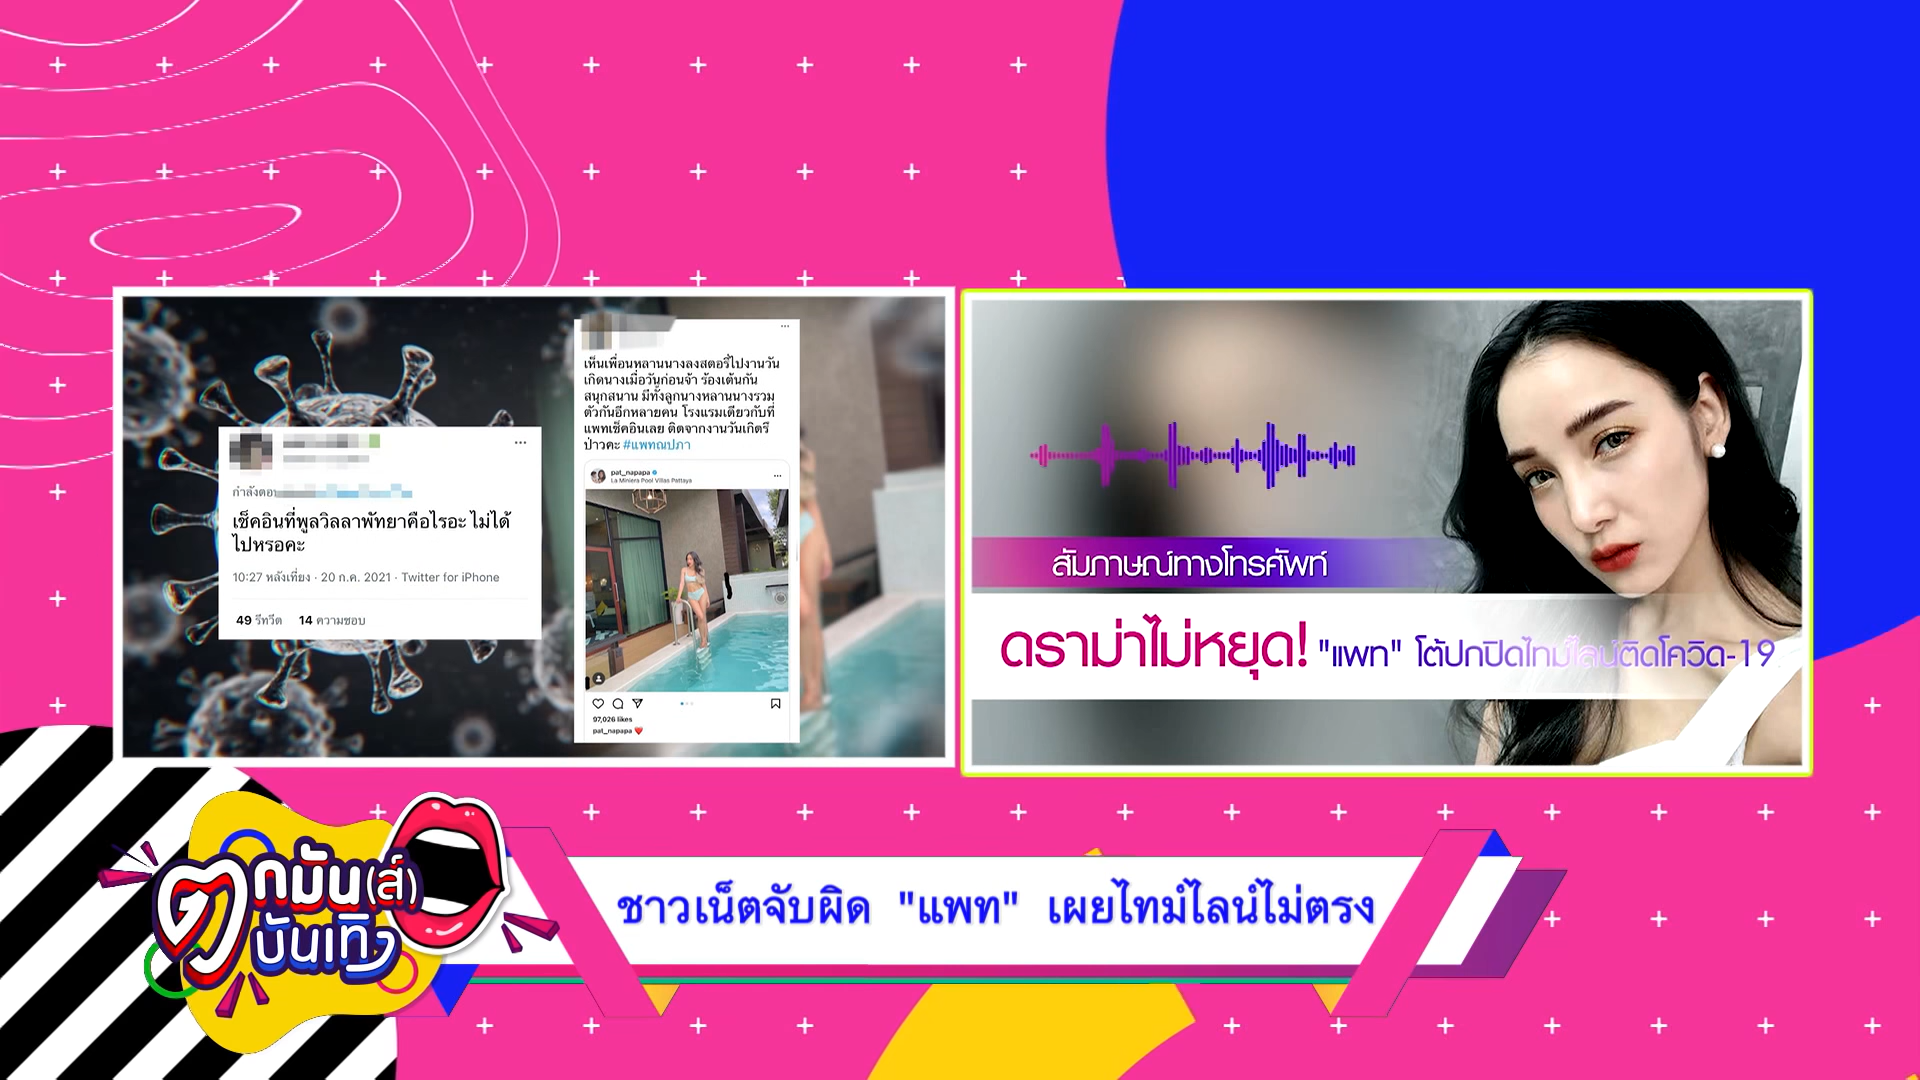 กำลังตอบ
เช็คอินที่พูลวิลลาพัทยาคือไรอะ ไม่ได้
ไปหรอคะ
10:27 หลังเที่ยง · 20 ก.ค. 2021 · Twitter for iPhone
49 รีทวีต 14 ความชอบ
เห็นเพื่อนหลานนางลงสตอรี่ไปงานวัน
เกิดนางเมื่อวันก่อนจ้า ร้องเต้นกัน
สนุกสนาน มีทั้งลูกนางหลานนางรวม
ตัวกันอีกหลายคน โรงแรมเดียวกับที่
แพทเช็คอินเลย ติดจากงานวันเกิดรึ
ป่าวคะ #แพทณปภา
pat_napapa
La Miniera Pool Villas Pattaya
97,026 likes
pat_napapa
สัมภาษณ์ทางโทรศัพท์
ดราม่าไม่หยุด! "แพท" โต้ปกปิดไทม์ไลน์ติดโควิด-19
ตกมัน(ส์)
บันเทิง
ชาวเน็ตจับผิด "แพท" เผยไทม์ไลน์ไม่ตรง